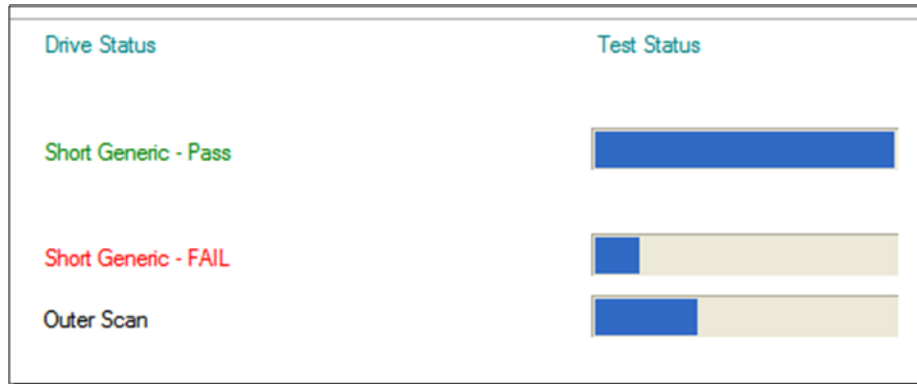 Drive Status Test Status
Short Generic - Pass
Short Generic - FAIL
Outer Scan